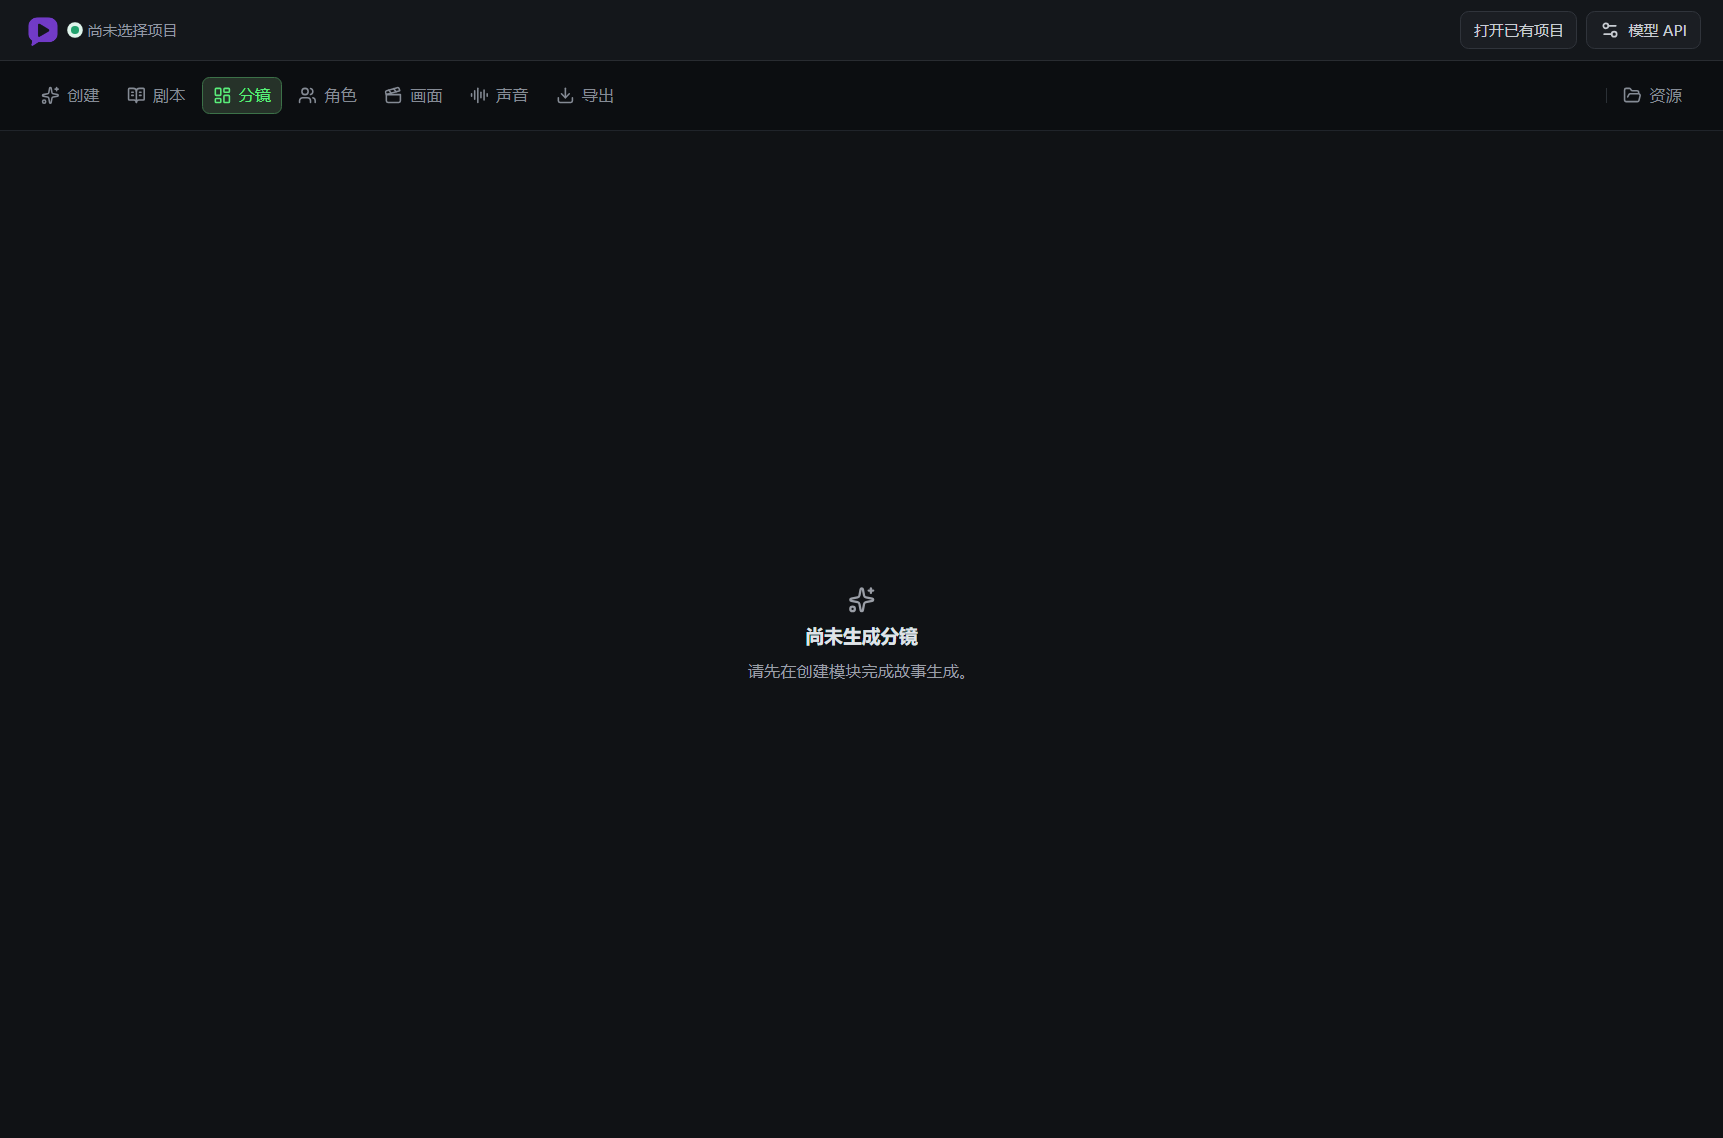 尚未选择项目
打开已有项目
模型 API
创建
剧本
分镜
角色
画面
声音
导出
资源
尚未生成分镜
请先在创建模块完成故事生成。